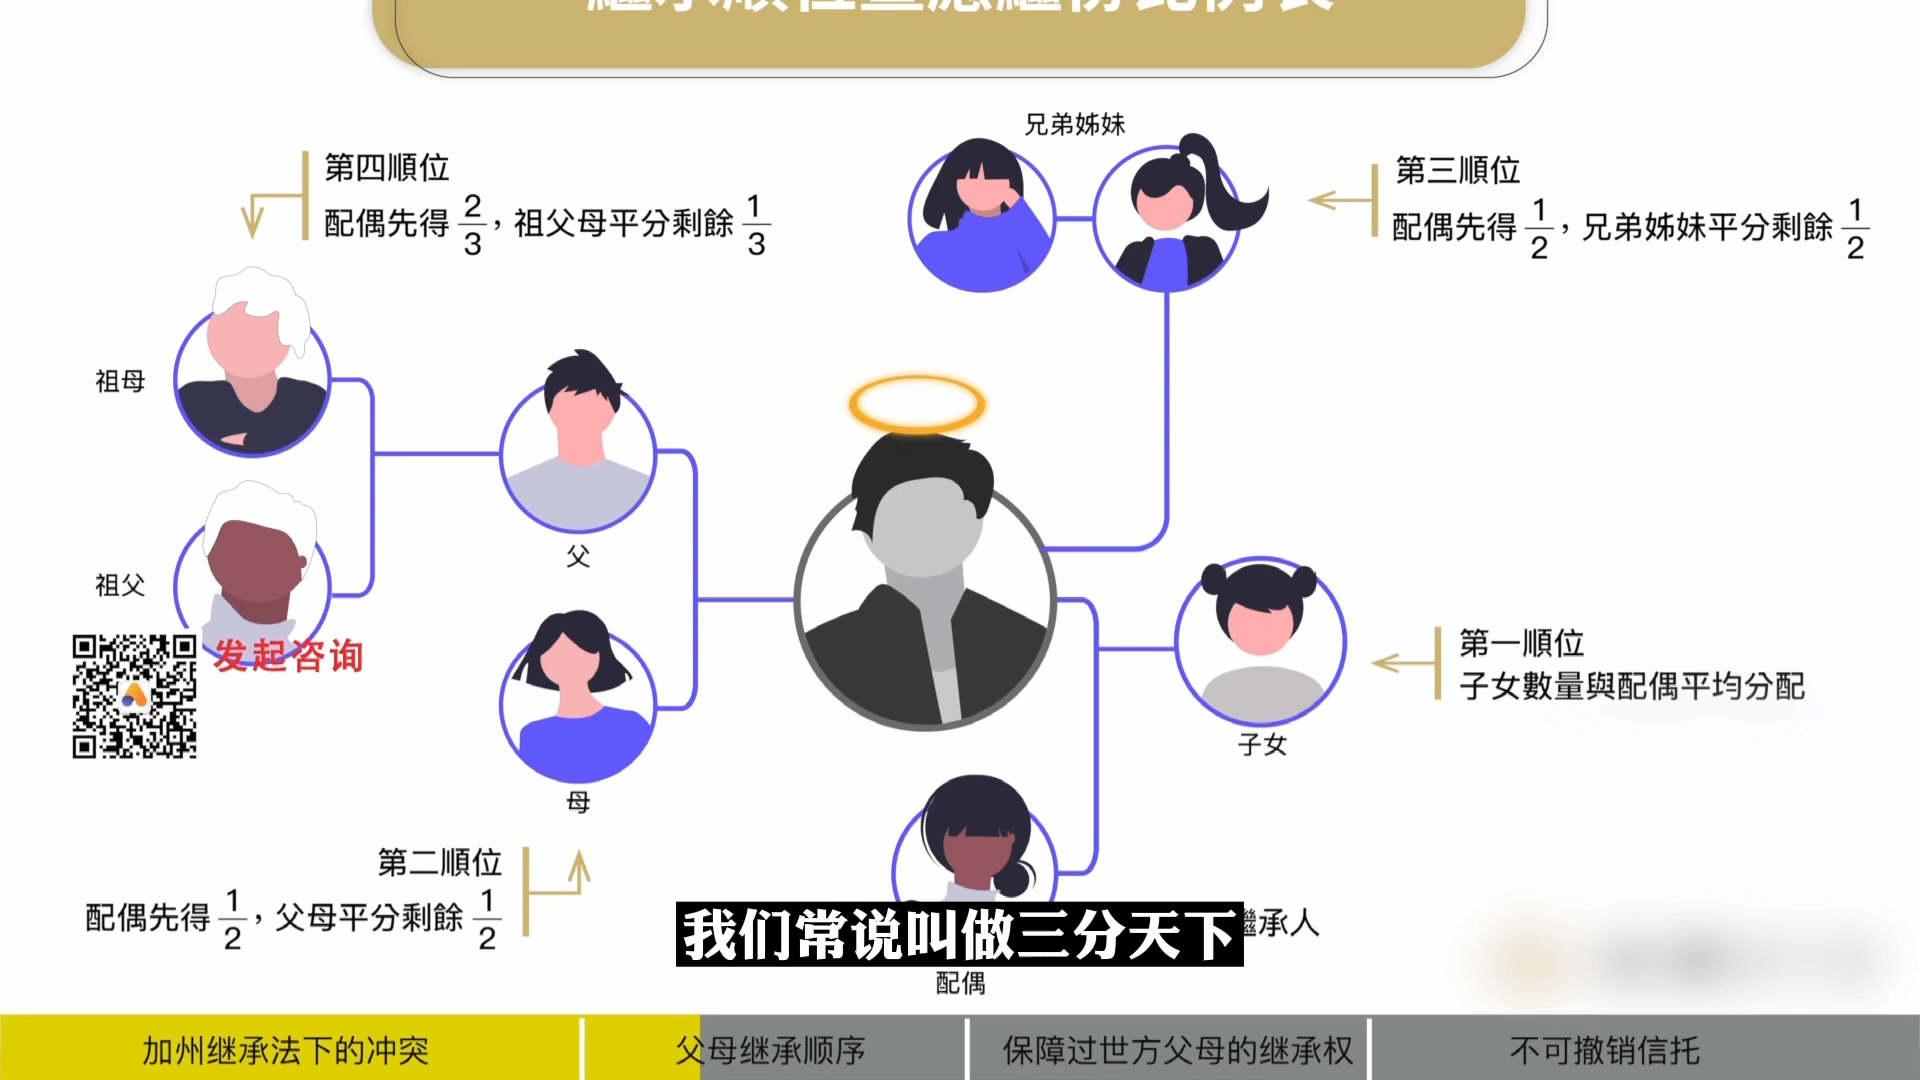 繼承順位暨應繼份比例表
兄弟姊妹
第四順位
配偶先得 2/3，祖父母平分剩餘 1/3
第三順位
配偶先得 1/2，兄弟姊妹平分剩餘 1/2
祖母
父
祖父
发起咨询
第一順位
子女數量與配偶平均分配
子女
母
第二順位
配偶先得 1/2，父母平分剩餘 1/2
繼承人
我们常说叫做三分天下
配偶
加州继承法下的冲突
父母继承顺序
保障过世方父母的继承权
不可撤销信托